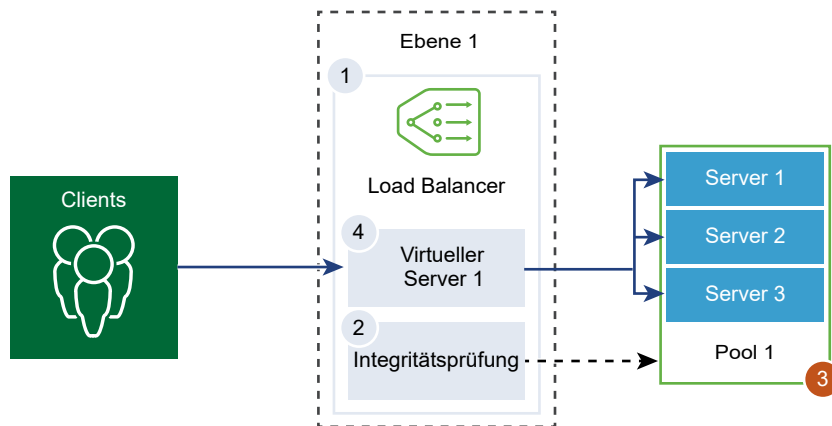 Ebene 1
1
Load Balancer
Clients
4
Virtueller
Server 1
2
Integritätsprüfung
Server 1
Server 2
Server 3
Pool 1
3